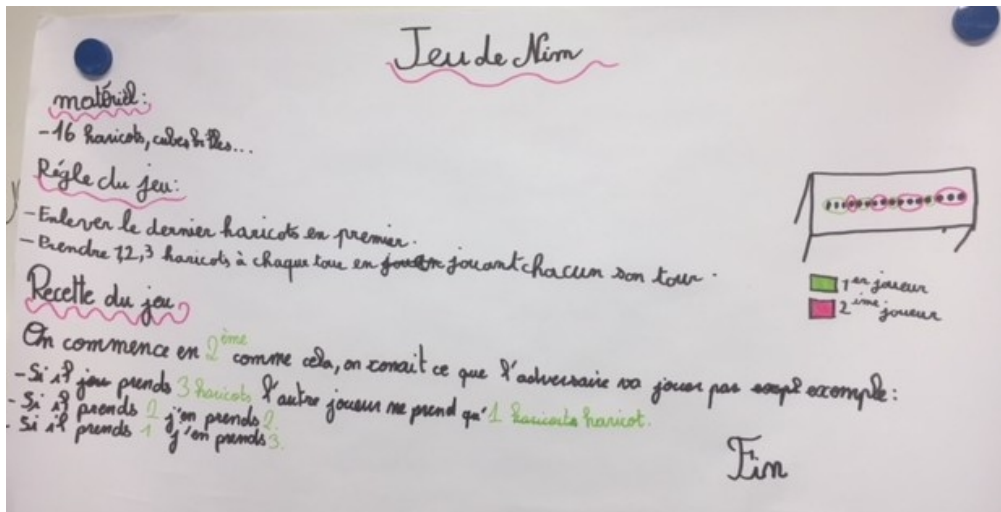 Jeu de Nim
matériel:
-16 haricots, cubes billes...
Règle du jeu:
-Enlever le dernier haricots en premier.
-Prendre 1,2,3 haricots à chaque tour en jouant chacun son tour.
1er joueur
2ième joueur
Recette du jeu
On commence en 2ème comme cela, on conait ce que l'adversaire va jouer par exemple:
-Si il jou prends 3 haricots l'autre joueur ne prend qu'1 haricot.
-Si il prends 2 j'en prends 2.
-Si il prends 1 j'en prends 3.
Fin